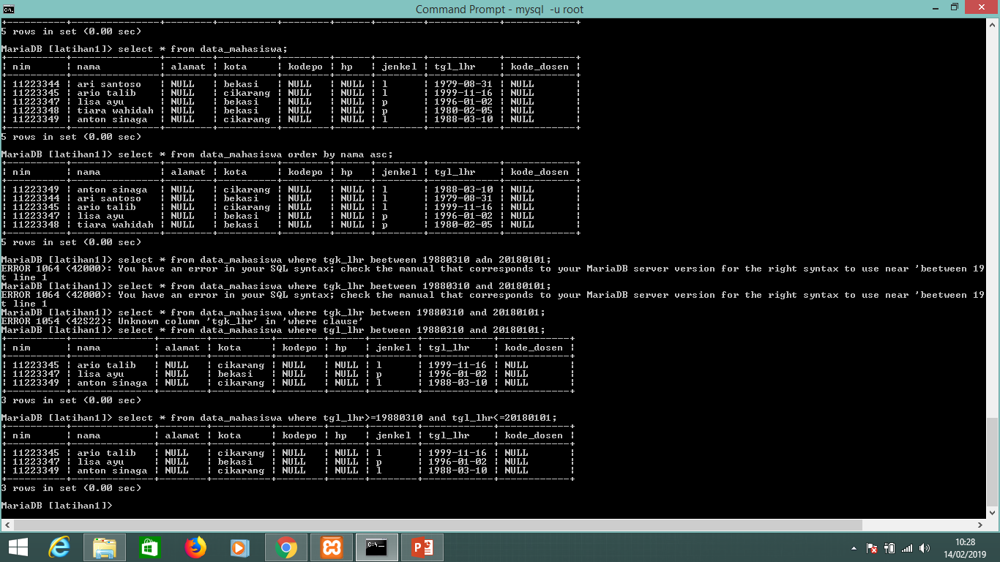 Command Prompt - mysql  -u root
+----------+---------------+--------+----------+---------+------+--------+------------+------------+
5 rows in set (0.00 sec)
MariaDB [latihan1]> select * from data_mahasiswa;
+----------+---------------+--------+----------+---------+------+--------+------------+------------+
| nim      | nama          | alamat | kota     | kodepo  | hp   | jenkel | tgl_lhr    | kode_dosen |
+----------+---------------+--------+----------+---------+------+--------+------------+------------+
| 11223344 | ari santoso   | NULL   | bekasi   | NULL    | NULL | l      | 1979-08-31 | NULL       |
| 11223345 | ario talib    | NULL   | cikarang | NULL    | NULL | l      | 1999-11-16 | NULL       |
| 11223347 | lisa ayu      | NULL   | bekasi   | NULL    | NULL | p      | 1996-01-02 | NULL       |
| 11223348 | tiara wahidah | NULL   | bekasi   | NULL    | NULL | p      | 1980-02-05 | NULL       |
| 11223349 | anton sinaga  | NULL   | cikarang | NULL    | NULL | l      | 1988-03-10 | NULL       |
+----------+---------------+--------+----------+---------+------+--------+------------+------------+
5 rows in set (0.00 sec)
MariaDB [latihan1]> select * from data_mahasiswa order by nama asc;
+----------+---------------+--------+----------+---------+------+--------+------------+------------+
| nim      | nama          | alamat | kota     | kodepo  | hp   | jenkel | tgl_lhr    | kode_dosen |
+----------+---------------+--------+----------+---------+------+--------+------------+------------+
| 11223349 | anton sinaga  | NULL   | cikarang | NULL    | NULL | l      | 1988-03-10 | NULL       |
| 11223344 | ari santoso   | NULL   | bekasi   | NULL    | NULL | l      | 1979-08-31 | NULL       |
| 11223345 | ario talib    | NULL   | cikarang | NULL    | NULL | l      | 1999-11-16 | NULL       |
| 11223347 | lisa ayu      | NULL   | bekasi   | NULL    | NULL | p      | 1996-01-02 | NULL       |
| 11223348 | tiara wahidah | NULL   | bekasi   | NULL    | NULL | p      | 1980-02-05 | NULL       |
+----------+---------------+--------+----------+---------+------+--------+------------+------------+
5 rows in set (0.00 sec)
MariaDB [latihan1]> select * from data_mahasiswa where tgk_lhr beetween 19880310 adn 20180101;
ERROR 1064 (42000): You have an error in your SQL syntax; check the manual that corresponds to your MariaDB server version for the right syntax to use near 'beetween 19
t line 1
MariaDB [latihan1]> select * from data_mahasiswa where tgk_lhr beetween 19880310 and 20180101;
ERROR 1064 (42000): You have an error in your SQL syntax; check the manual that corresponds to your MariaDB server version for the right syntax to use near 'beetween 19
t line 1
MariaDB [latihan1]> select * from data_mahasiswa where tgk_lhr between 19880310 and 20180101;
ERROR 1054 (42S22): Unknown column 'tgk_lhr' in 'where clause'
MariaDB [latihan1]> select * from data_mahasiswa where tgl_lhr between 19880310 and 20180101;
+----------+--------------+--------+----------+---------+------+--------+------------+------------+
| nim      | nama         | alamat | kota     | kodepo  | hp   | jenkel | tgl_lhr    | kode_dosen |
+----------+--------------+--------+----------+---------+------+--------+------------+------------+
| 11223345 | ario talib   | NULL   | cikarang | NULL    | NULL | l      | 1999-11-16 | NULL       |
| 11223347 | lisa ayu     | NULL   | bekasi   | NULL    | NULL | p      | 1996-01-02 | NULL       |
| 11223349 | anton sinaga | NULL   | cikarang | NULL    | NULL | l      | 1988-03-10 | NULL       |
+----------+--------------+--------+----------+---------+------+--------+------------+------------+
3 rows in set (0.00 sec)
MariaDB [latihan1]> select * from data_mahasiswa where tgl_lhr>=19880310 and tgl_lhr<=20180101;
+----------+--------------+--------+----------+---------+------+--------+------------+------------+
| nim      | nama         | alamat | kota     | kodepo  | hp   | jenkel | tgl_lhr    | kode_dosen |
+----------+--------------+--------+----------+---------+------+--------+------------+------------+
| 11223345 | ario talib   | NULL   | cikarang | NULL    | NULL | l      | 1999-11-16 | NULL       |
| 11223347 | lisa ayu     | NULL   | bekasi   | NULL    | NULL | p      | 1996-01-02 | NULL       |
| 11223349 | anton sinaga | NULL   | cikarang | NULL    | NULL | l      | 1988-03-10 | NULL       |
+----------+--------------+--------+----------+---------+------+--------+------------+------------+
3 rows in set (0.00 sec)
MariaDB [latihan1]>
10:28
14/02/2019